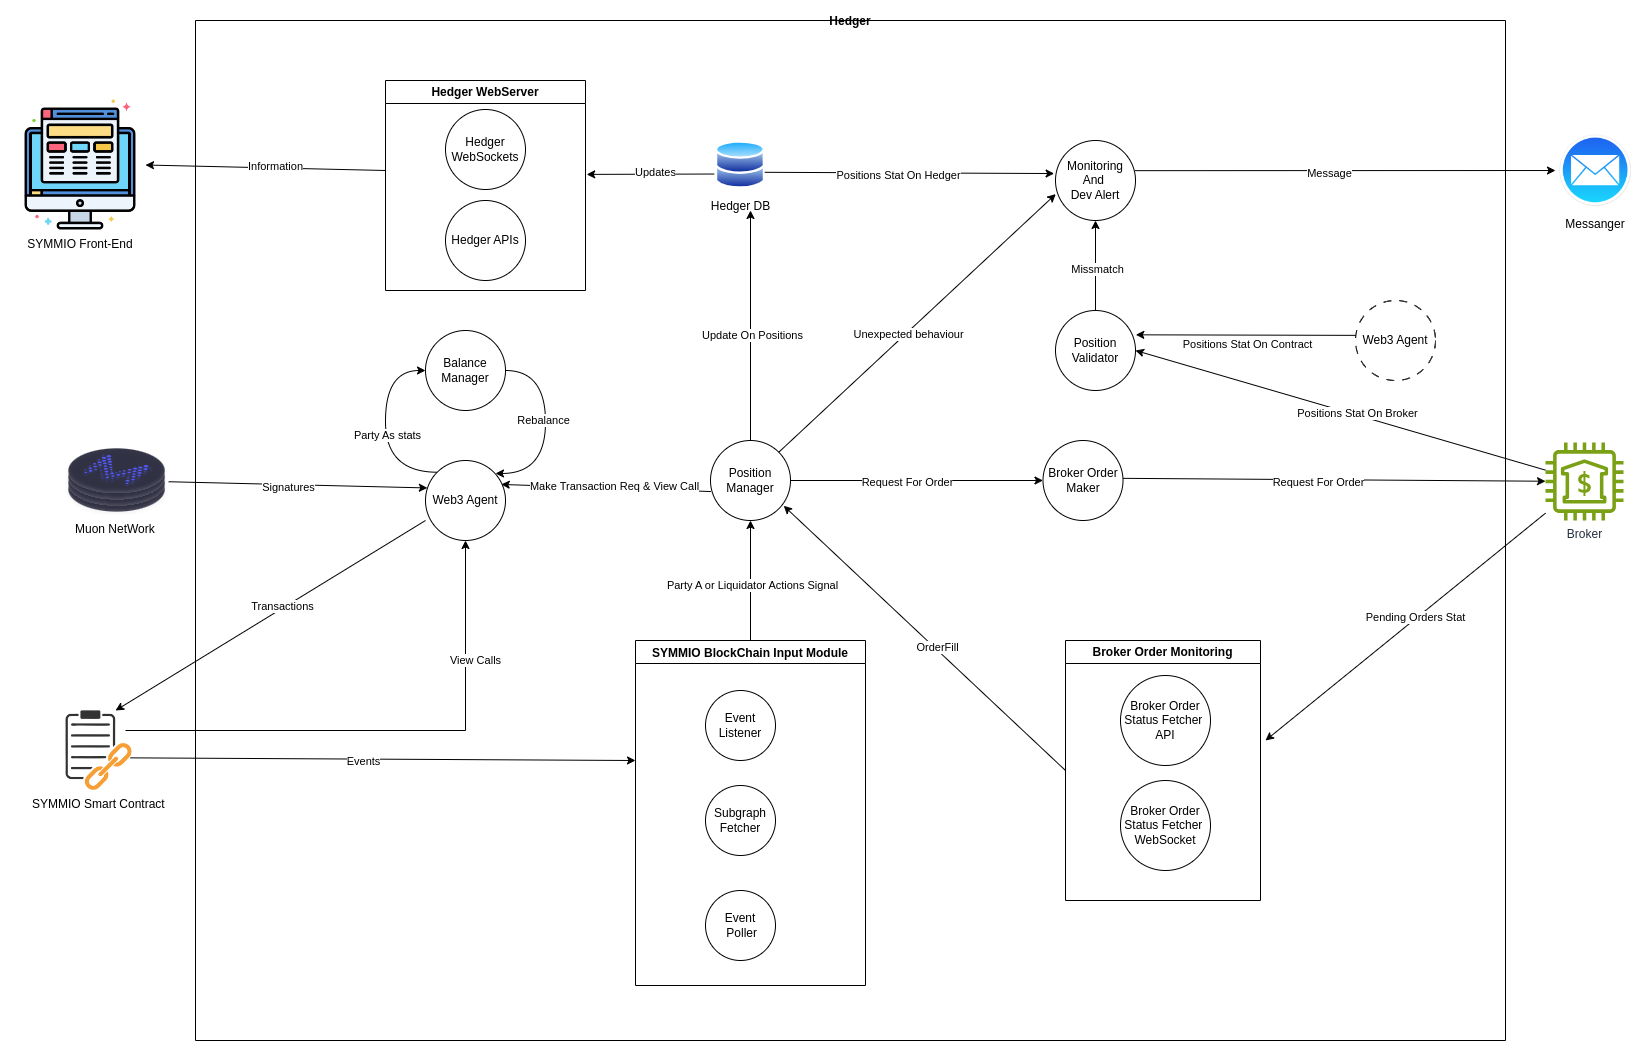 Hedger
Hedger WebServer
Hedger
WebSockets
Hedger APIs
Information
SYMMIO Front-End
Updates
Hedger DB
Positions Stat On Hedger
Monitoring
And
Dev Alert
Message
Messanger
Missmatch
Update On Positions
Unexpected behaviour
Position
Validator
Positions Stat On Contract
Web3 Agent
Positions Stat On Broker
Balance
Manager
Party As stats
Rebalance
Muon NetWork
Signatures
Web3 Agent
Make Transaction Req & View Call
Position
Manager
Request For Order
Broker Order
Maker
Request For Order
Broker
Transactions
View Calls
Party A or Liquidator Actions Signal
OrderFill
Pending Orders Stat
SYMMIO Smart Contract
Events
SYMMIO BlockChain Input Module
Event
Listener
Subgraph
Fetcher
Event
Poller
Broker Order Monitoring
Broker Order
Status Fetcher
API
Broker Order
Status Fetcher
WebSocket